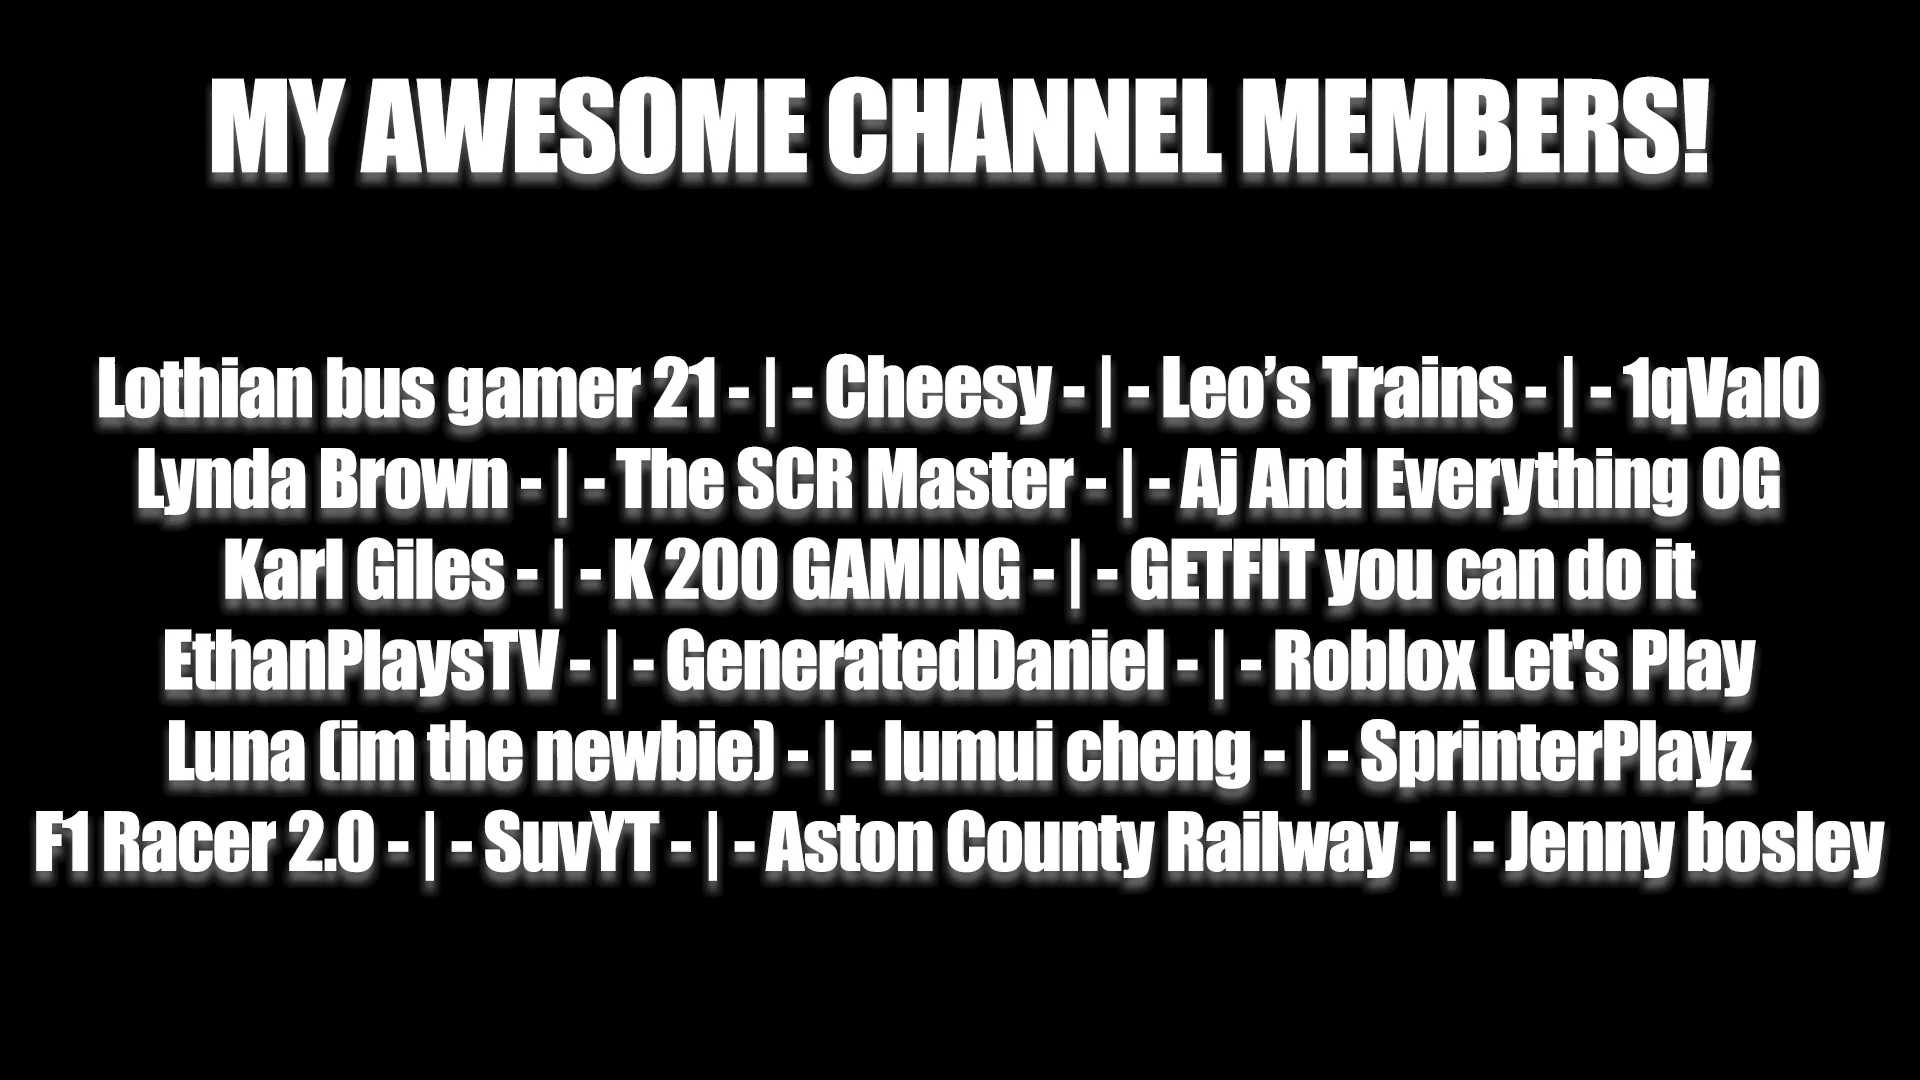 MY AWESOME CHANNEL MEMBERS!
Lothian bus gamer 21 - | - Cheesy - | - Leo’s Trains - | - 1qVal0
Lynda Brown - | - The SCR Master - | - Aj And Everything OG
Karl Giles - | - K 200 GAMING - | - GETFIT you can do it
EthanPlaysTV - | - GeneratedDaniel - | - Roblox Let's Play
Luna (im the newbie) - | - lumui cheng - | - SprinterPlayz
F1 Racer 2.0 - | - SuvYT - | - Aston County Railway - | - Jenny bosley